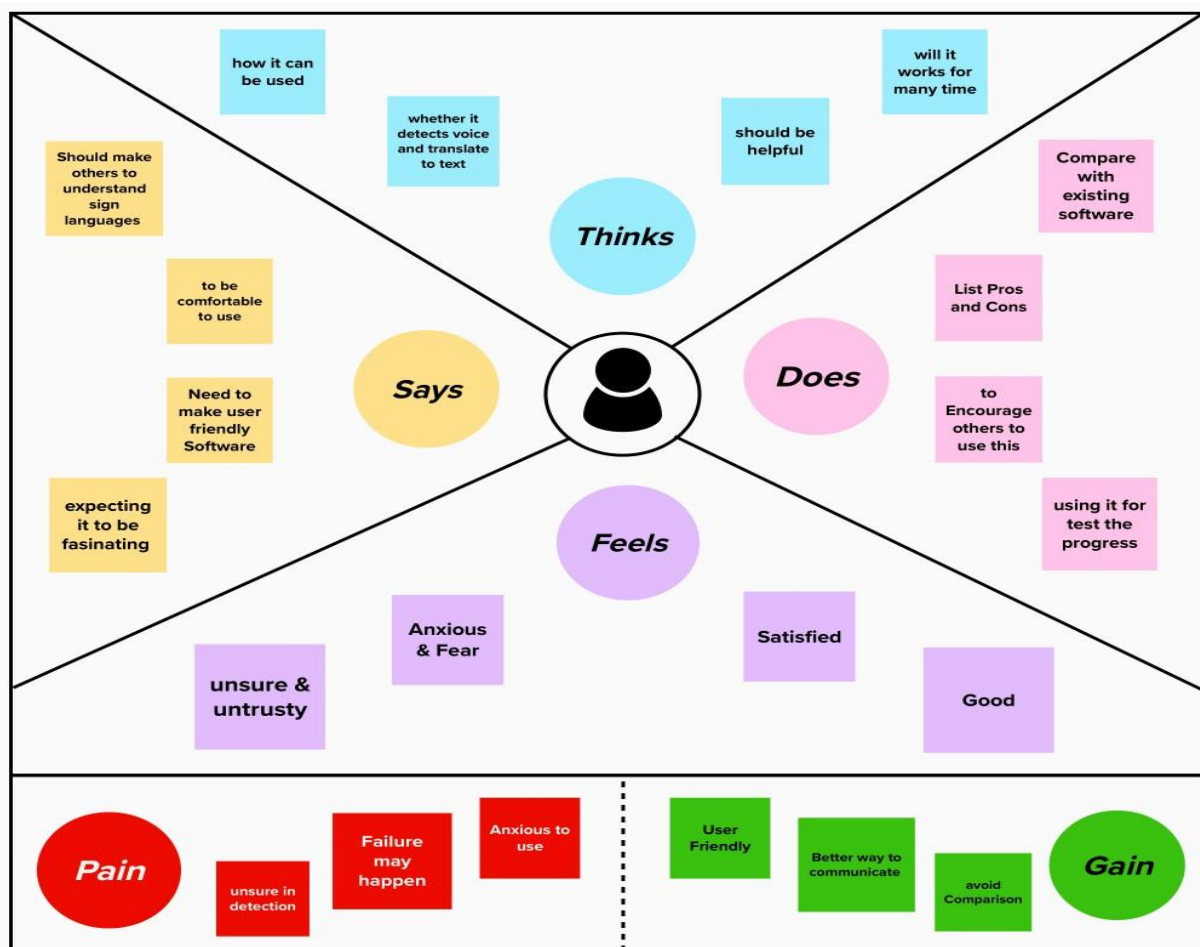 how it can
be used
whether it
detects voice
and translate
to text
should be
helpful
will it
works for
many time
Thinks
Should make
others to
understand
sign
languages
to be
comfortable
to use
Need to
make user
friendly
Software
expecting
it to be
fasinating
Says
Does
Compare
with
existing
software
List Pros
and Cons
to
Encourage
others to
use this
using it for
test the
progress
Feels
unsure &
untrusty
Anxious
& Fear
Satisfied
Good
Pain
unsure in
detection
Failure
may
happen
Anxious to
use
User
Friendly
Better way to
communicate
avoid
Comparison
Gain